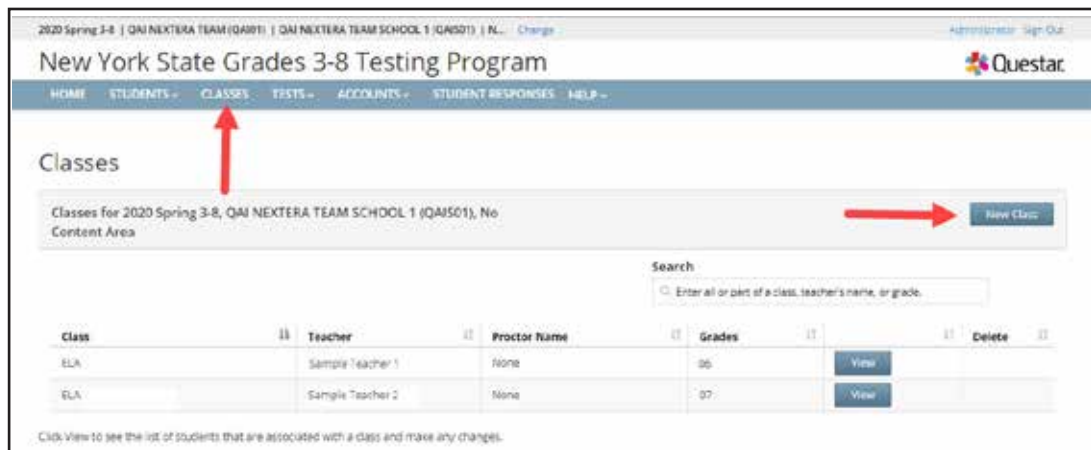 2020 Spring 3-8 | QAI NEXTERA TEAM (QAI01) | QAI NEXTERA TEAM SCHOOL 1 (QAIS01) | N... Change Administrator Sign Out
New York State Grades 3-8 Testing Program Questar
HOME STUDENTS CLASSES TESTS ACCOUNTS STUDENT RESPONSES HELP
Classes
Classes for 2020 Spring 3-8, QAI NEXTERA TEAM SCHOOL 1 (QAIS01), No
Content Area
New Class
Search
Enter all or part of a class, teacher's name, or grade.
Class Teacher Proctor Name Grades Delete
ELA Sample Teacher 1 None 06 View
ELA Sample Teacher 2 None 07 View
Click View to see the list of students that are associated with a class and make any changes.